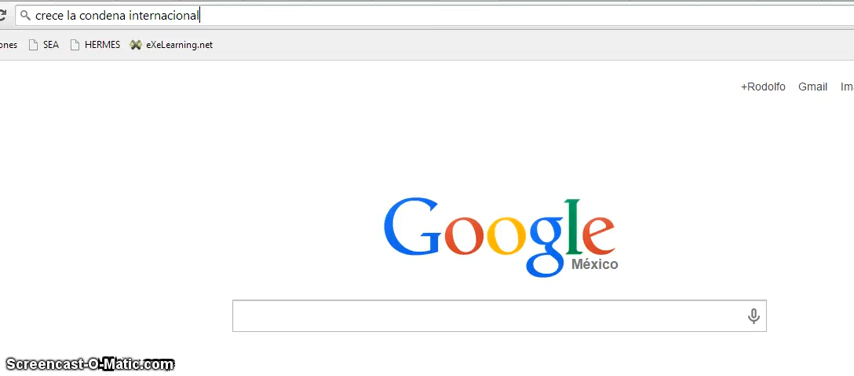 crece la condena internacional
ones SEA HERMES eXeLearning.net
+Rodolfo Gmail Im
Google
México
Screencast-O-Matic.com